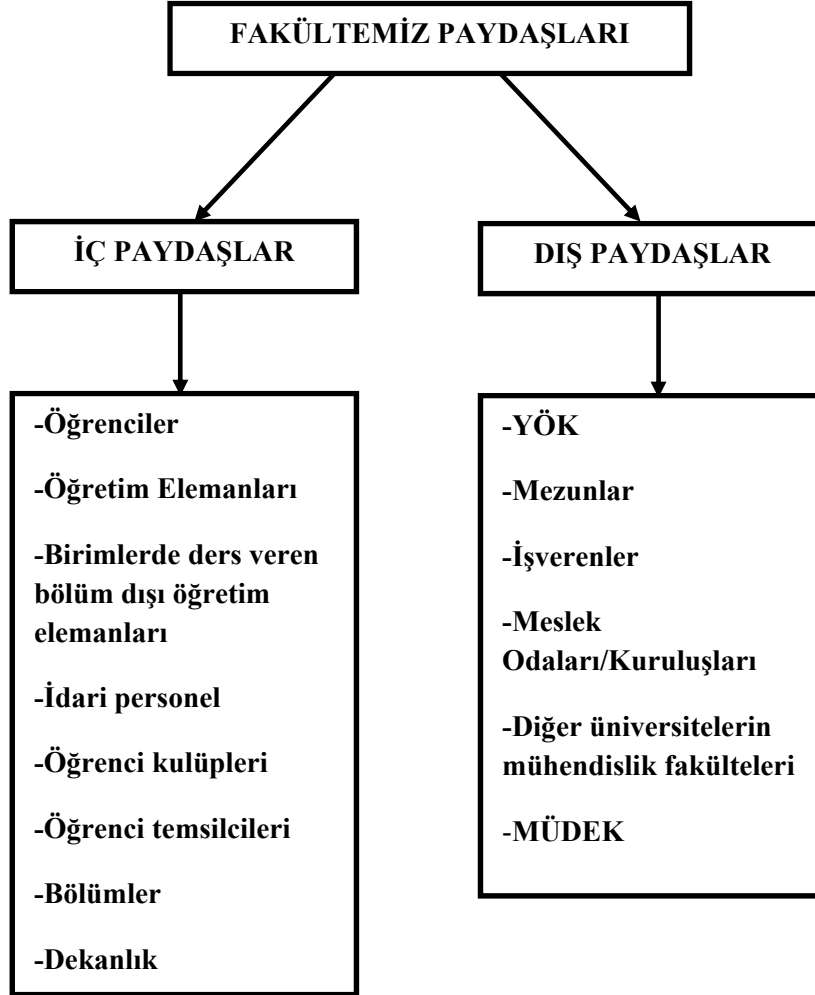 FAKÜLTEMİZ PAYDAŞLARI
İÇ PAYDAŞLAR
-Öğrenciler
-Öğretim Elemanları
-Birimlerde ders veren
bölüm dışı öğretim
elemanları
-İdari personel
-Öğrenci kulüpleri
-Öğrenci temsilcileri
-Bölümler
-Dekanlık
DIŞ PAYDAŞLAR
-YÖK
-Mezunlar
-İşverenler
-Meslek
Odaları/Kuruluşları
-Diğer üniversitelerin
mühendislik fakülteleri
-MÜDEK